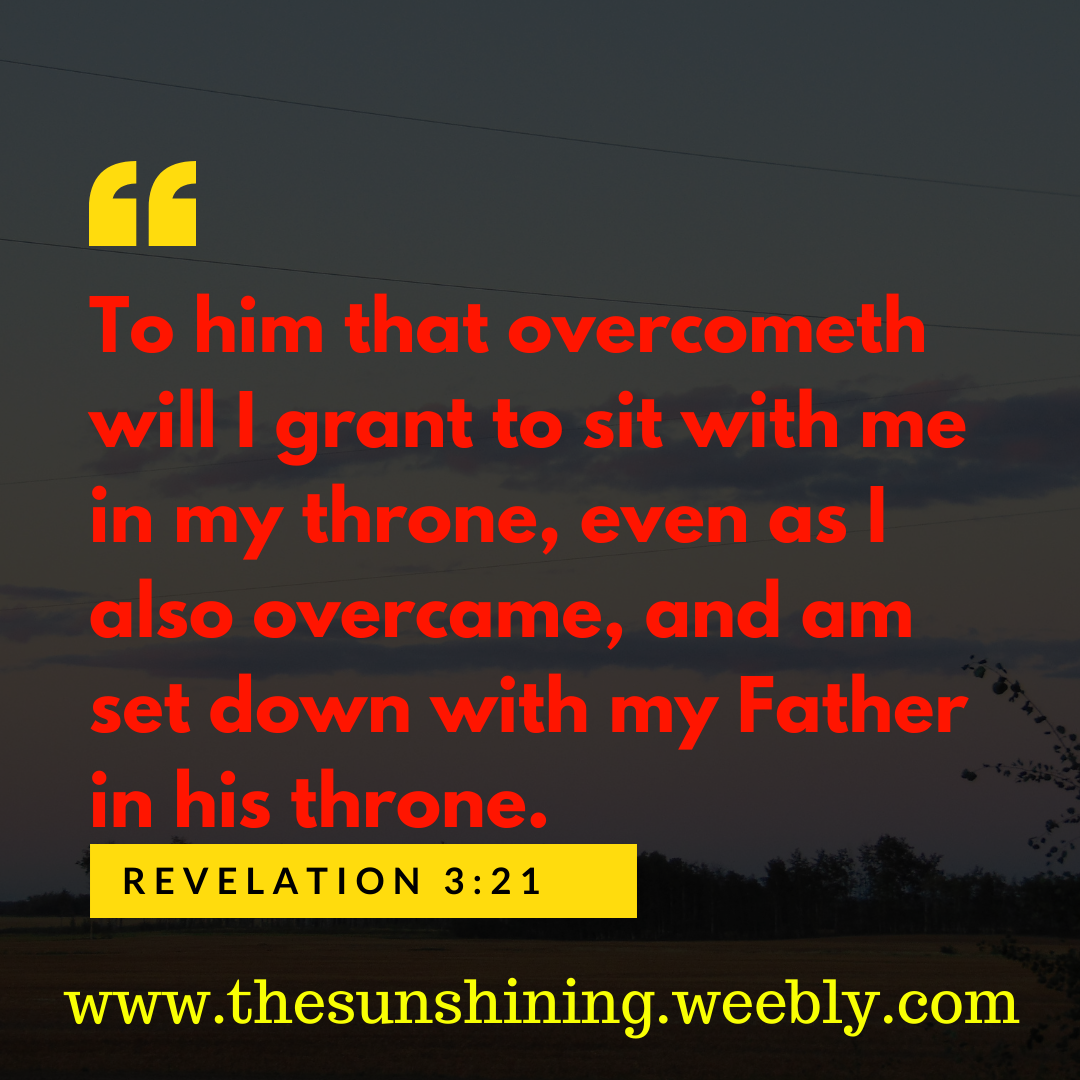 “
To him that overcometh
will I grant to sit with me
in my throne, even as I
also overcame, and am
set down with my Father
in his throne.
REVELATION 3:21
www.thesunshining.weebly.com